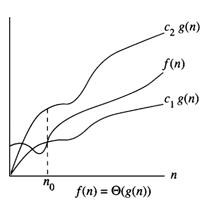 c₂ g(n)
f(n)
c₁ g(n)
n
n₀
f(n) = Θ(g(n))